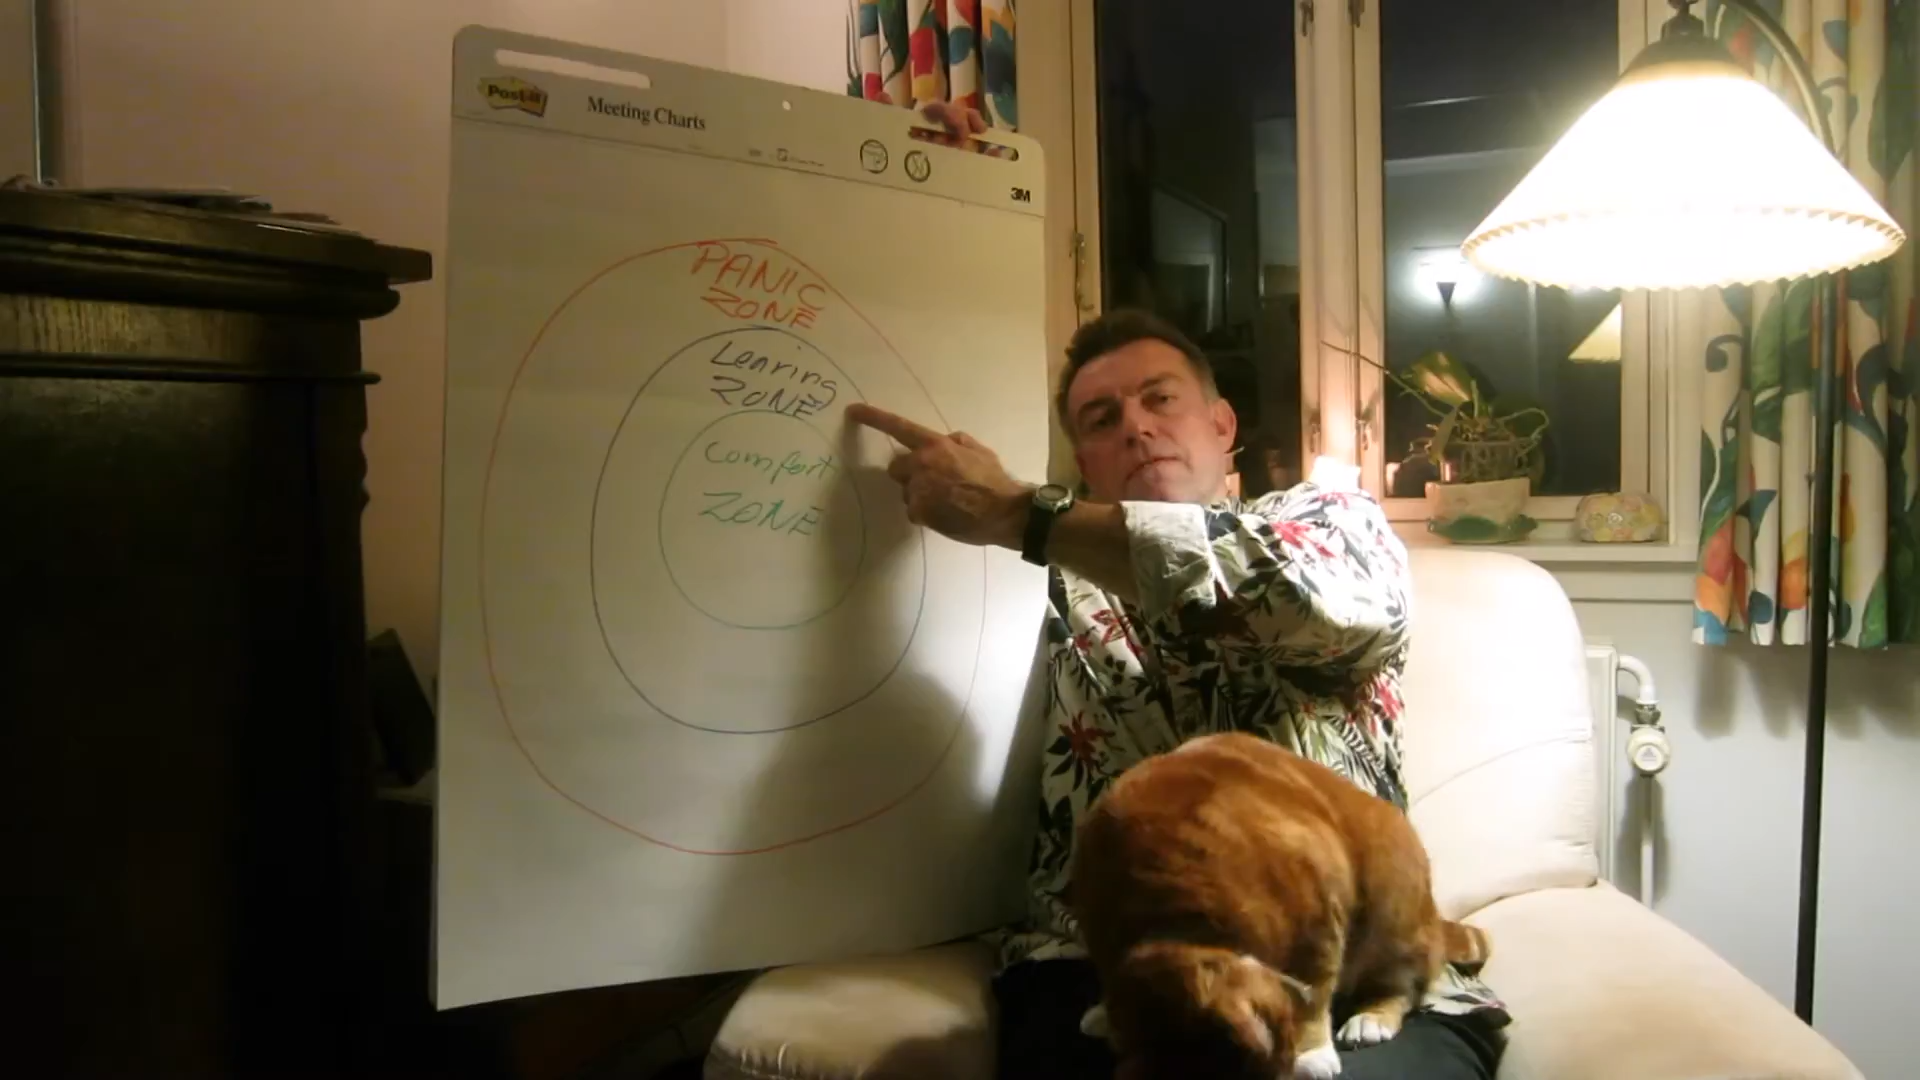 Post-it
Meeting Charts
3M
PANIC
ZONE
Learing
ZONE
comfort
ZONE